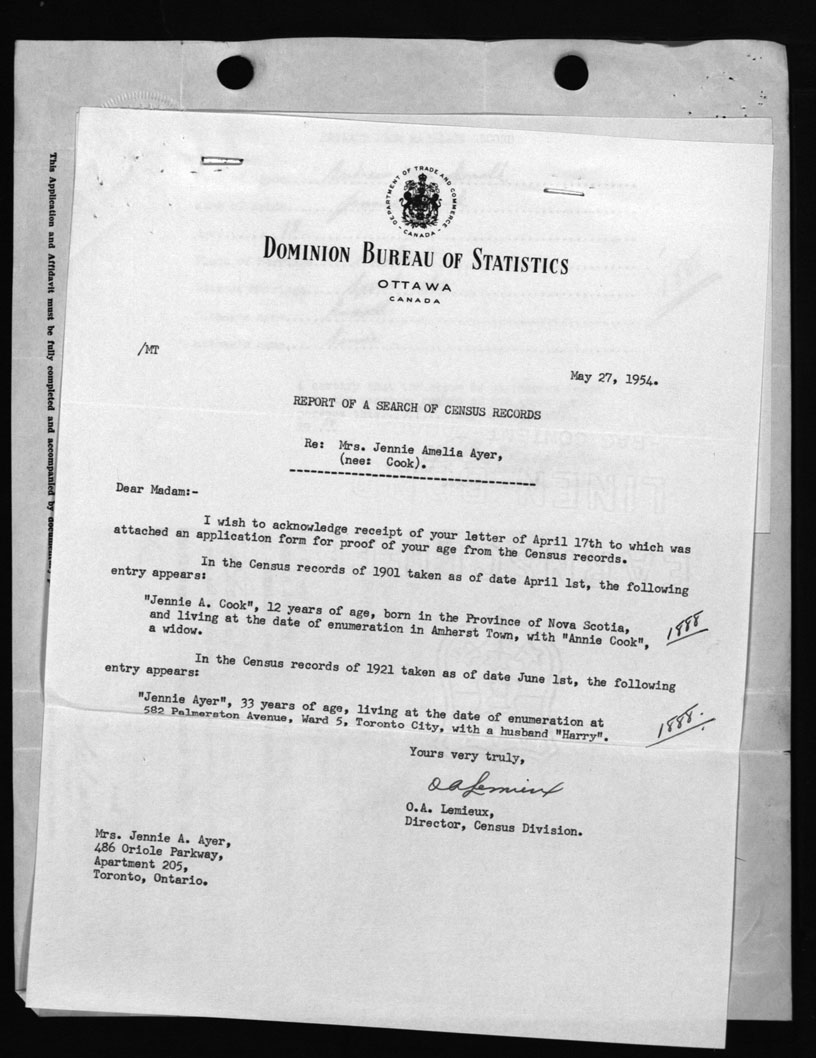 DEPARTMENT OF TRADE AND COMMERCE
- CANADA -
DOMINION BUREAU OF STATISTICS
OTTAWA
CANADA
/MT
May 27, 1954.
REPORT OF A SEARCH OF CENSUS RECORDS
Re: Mrs. Jennie Amelia Ayer,
(nee: Cook).
Dear Madam:-
I wish to acknowledge receipt of your letter of April 17th to which was
attached an application form for proof of your age from the Census records.
In the Census records of 1901 taken as of date April 1st, the following
entry appears:
"Jennie A. Cook", 12 years of age, born in the Province of Nova Scotia,
and living at the date of enumeration in Amherst Town, with "Annie Cook",
a widow.
1888
In the Census records of 1921 taken as of date June 1st, the following
entry appears:
"Jennie Ayer", 33 years of age, living at the date of enumeration at
582 Palmerston Avenue, Ward 5, Toronto City, with a husband "Harry".
1888.
Yours very truly,
OA Lemieux
O.A. Lemieux,
Director, Census Division.
Mrs. Jennie A. Ayer,
486 Oriole Parkway,
Apartment 205,
Toronto, Ontario.
This Application and Affidavit must be fully completed and accompanied by